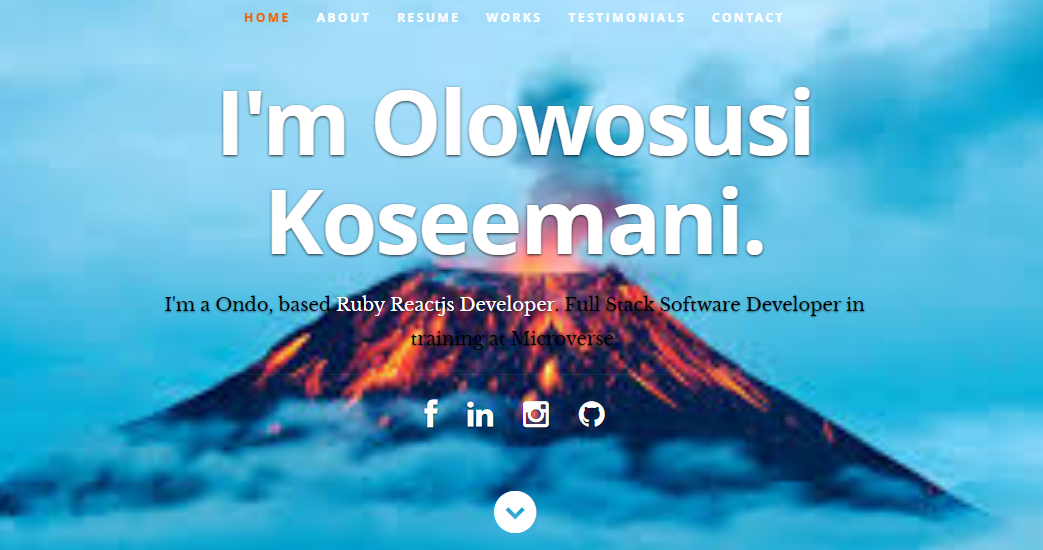 HOME ABOUT RESUME WORKS TESTIMONIALS CONTACT
I'm Olowosusi
Koseemani.
I'm a Ondo, based Ruby Reactjs Developer. Full Stack Software Developer in
training at Microverse.